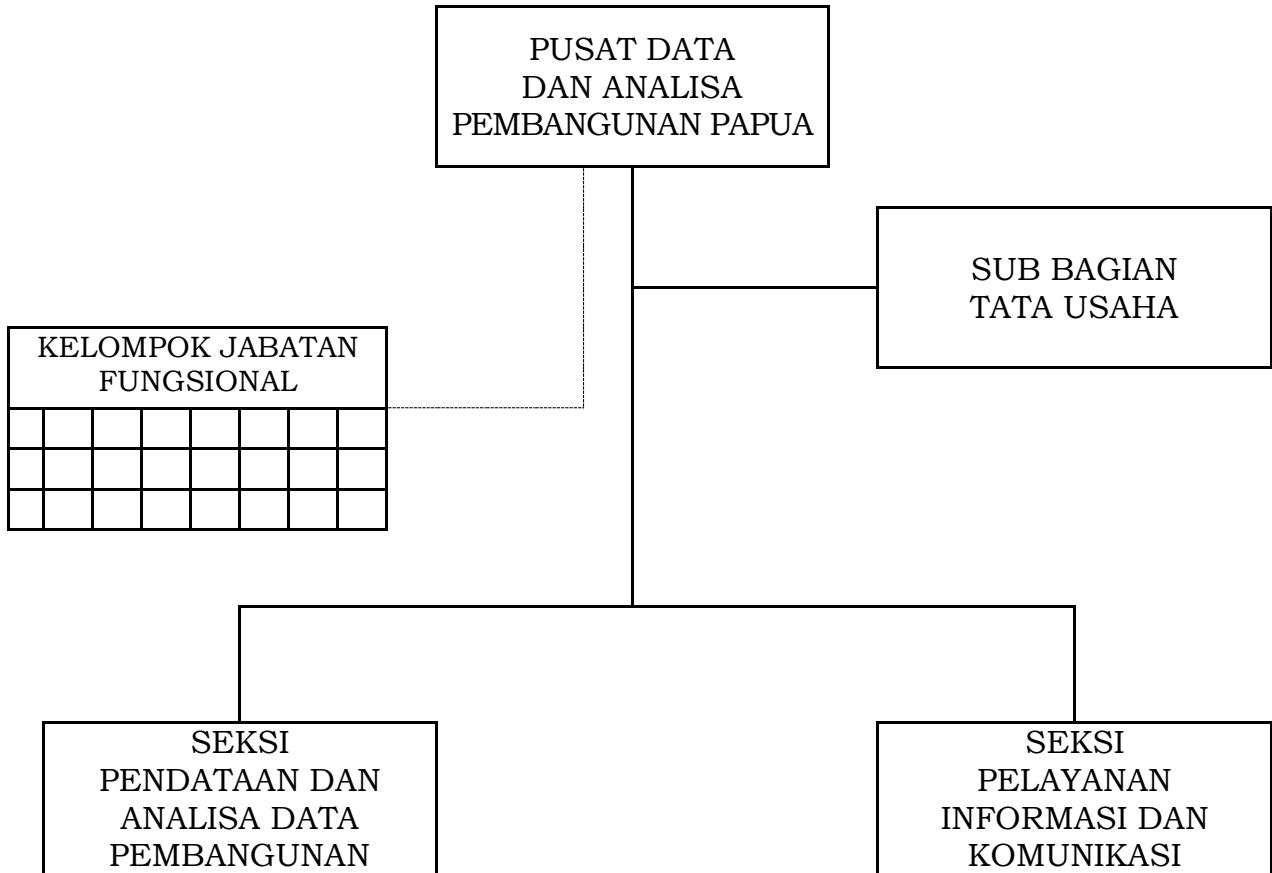 PUSAT DATA
DAN ANALISA
PEMBANGUNAN PAPUA
SUB BAGIAN
TATA USAHA
KELOMPOK JABATAN
FUNGSIONAL
SEKSI
PENDATAAN DAN
ANALISA DATA
PEMBANGUNAN
SEKSI
PELAYANAN
INFORMASI DAN
KOMUNIKASI